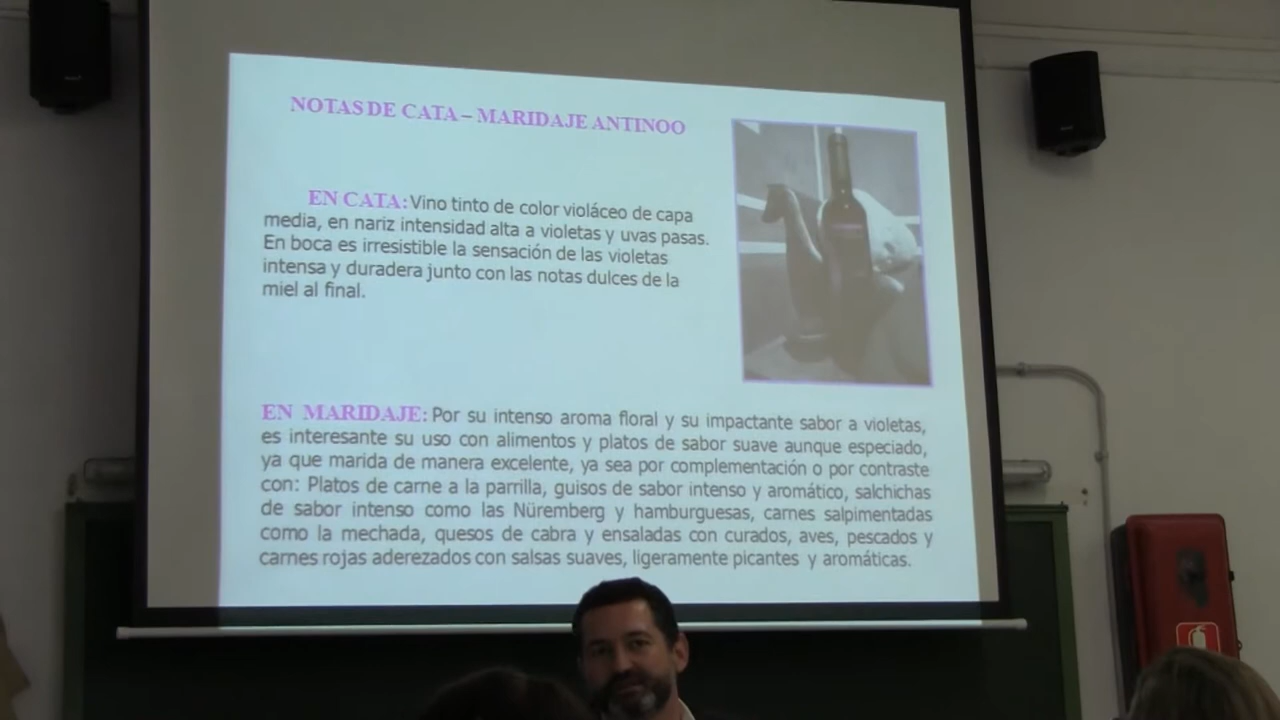 NOTAS DE CATA – MARIDAJE ANTINOO
EN CATA: Vino tinto de color violáceo de capa
media, en nariz intensidad alta a violetas y uvas pasas.
En boca es irresistible la sensación de las violetas
intensa y duradera junto con las notas dulces de la
miel al final.
EN MARIDAJE: Por su intenso aroma floral y su impactante sabor a violetas,
es interesante su uso con alimentos y platos de sabor suave aunque especiado,
ya que marida de manera excelente, ya sea por complementación o por contraste
con: Platos de carne a la parrilla, guisos de sabor intenso y aromático, salchichas
de sabor intenso como las Nüremberg y hamburguesas, carnes salpimentadas
como la mechada, quesos de cabra y ensaladas con curados, aves, pescados y
carnes rojas aderezados con salsas suaves, ligeramente picantes y aromáticas.